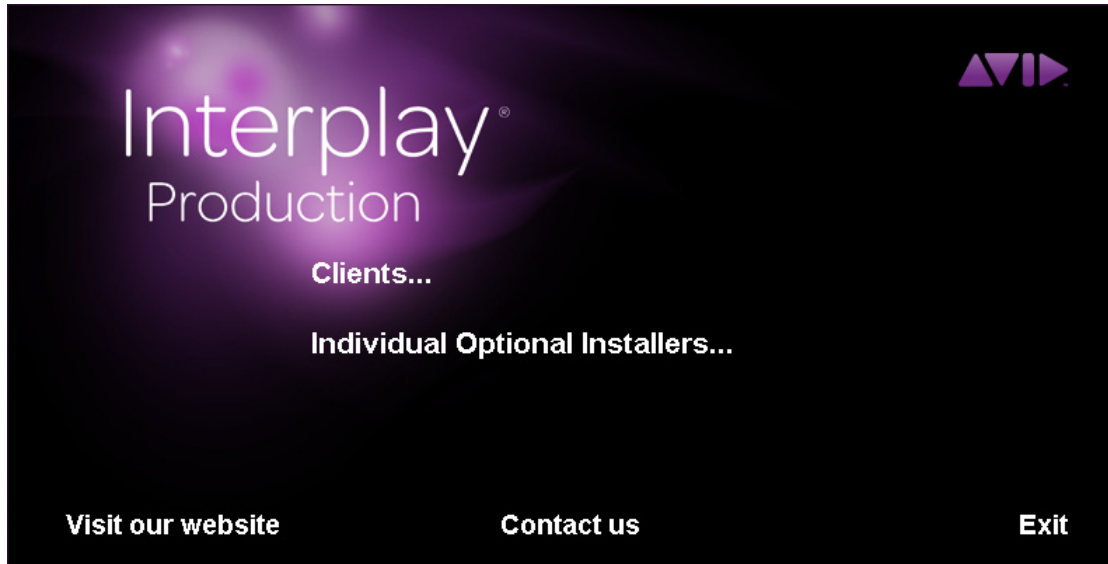 AVID
Interplay®
Production
Clients...
Individual Optional Installers...
Visit our website
Contact us
Exit